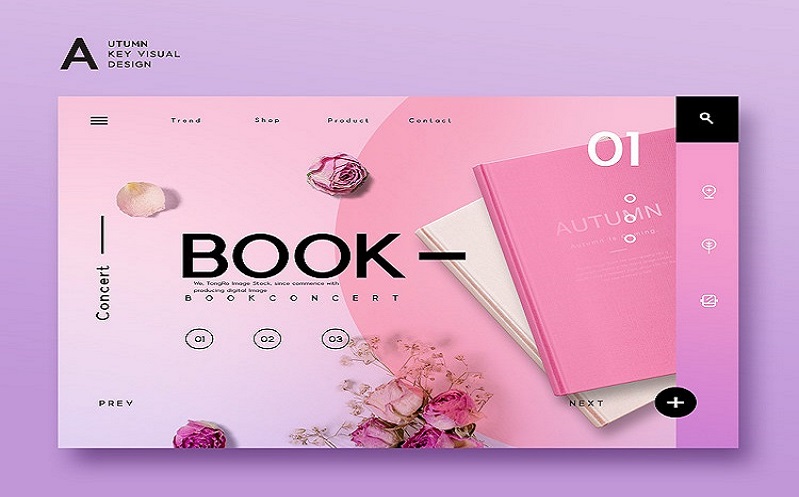 A UTUMN
KEY VISUAL
DESIGN
Trend Shop Product Contact
01
AUTUMN
Autumn is coming.
Concert
BOOK –
We, TongRo Image Stock, since commence with
producing digital image
BOOKCONCERT
01 02 03
PREV
NEXT